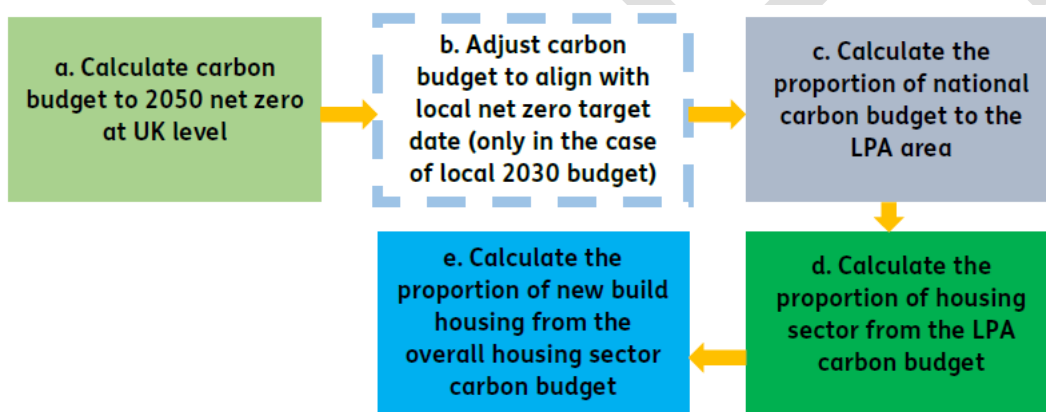 a. Calculate carbon
budget to 2050 net zero
at UK level
b. Adjust carbon
budget to align with
local net zero target
date (only in the case
of local 2030 budget)
c. Calculate the
proportion of national
carbon budget to the
LPA area
d. Calculate the
proportion of housing
sector from the LPA
carbon budget
e. Calculate the
proportion of new build
housing from the
overall housing sector
carbon budget